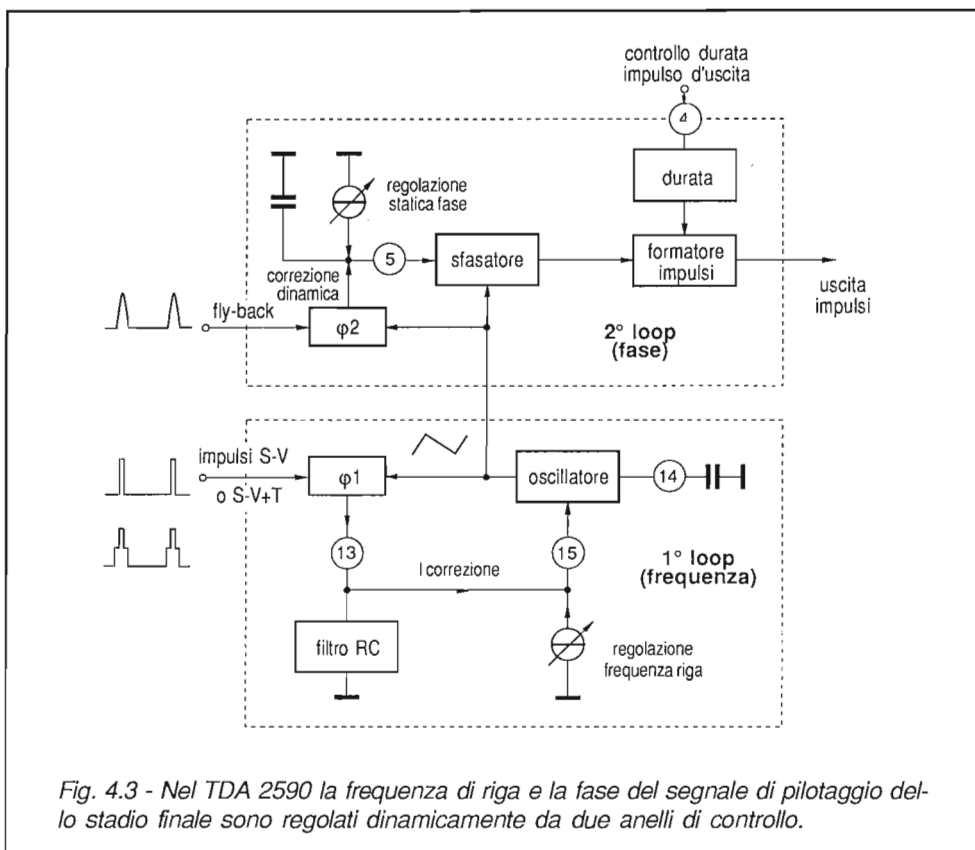 controllo durata
impulso d'uscita
4
durata
regolazione
statica fase
5
sfasatore
formatore
impulsi
correzione
dinamica
uscita
impulsi
fly-back
φ2
2° loop
(fase)
impulsi S-V
o S-V+T
φ1
oscillatore
14
13
15
1° loop
(frequenza)
I correzione
filtro RC
regolazione
frequenza riga
Fig. 4.3 - Nel TDA 2590 la frequenza di riga e la fase del segnale di pilotaggio del-
lo stadio finale sono regolati dinamicamente da due anelli di controllo.